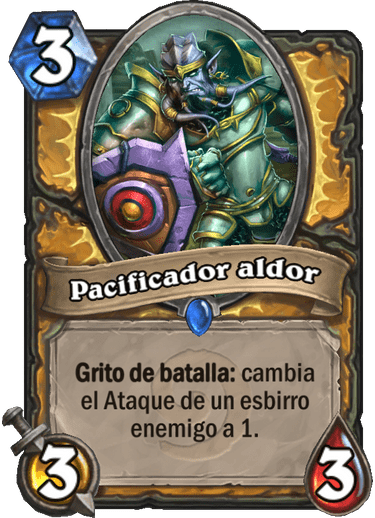 3
Pacificador aldor
Grito de batalla: cambia
el Ataque de un esbirro
enemigo a 1.
3
3